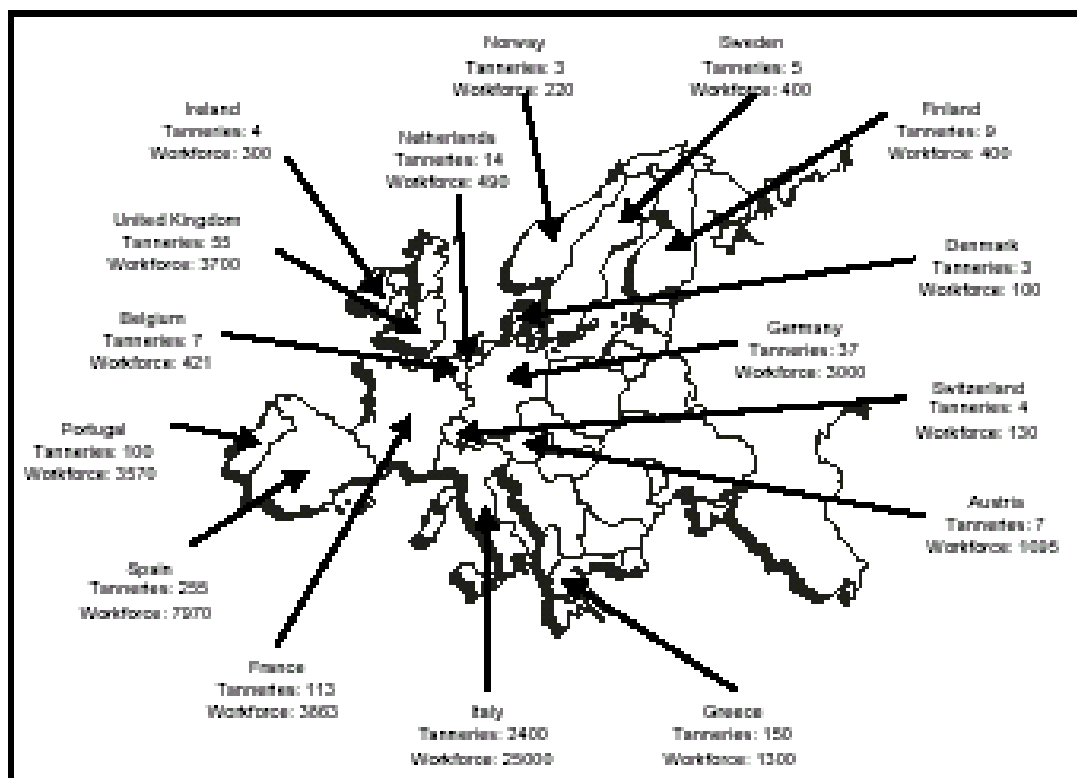 Norway
Tanneries: 3
Workforce: 220
Sweden
Tanneries: 5
Workforce: 400
Ireland
Tanneries: 4
Workforce: 300
Netherlands
Tanneries: 14
Workforce: 490
Finland
Tanneries: 9
Workforce: 400
United Kingdom
Tanneries: 55
Workforce: 3700
Denmark
Tanneries: 3
Workforce: 100
Belgium
Tanneries: 7
Workforce: 421
Germany
Tanneries: 37
Workforce: 3000
Switzerland
Tanneries: 4
Workforce: 130
Portugal
Tanneries: 100
Workforce: 3570
Austria
Tanneries: 7
Workforce:
Spain
Tanneries: 255
Workforce: 7970
France
Tanneries: 113
Workforce:
Italy
Tanneries: 2400
Workforce: 25000
Greece
Tanneries: 150
Workforce: 1300